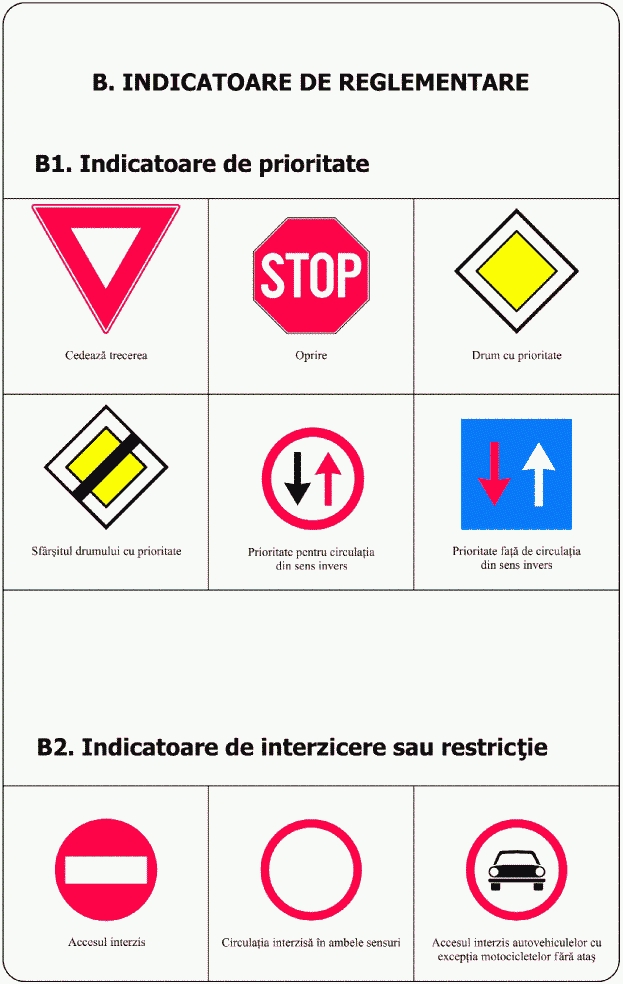 B. INDICATOARE DE REGLEMENTARE
B1. Indicatoare de prioritate
STOP
Cedează trecerea
Oprire
Drum cu prioritate
Sfârşitul drumului cu prioritate
Prioritate pentru circulaţia
din sens invers
Prioritate faţă de circulaţia
din sens invers
B2. Indicatoare de interzicere sau restricţie
Accesul interzis
Circulaţia interzisă în ambele sensuri
Accesul interzis autovehiculelor cu
excepţia motocicletelor fără ataş